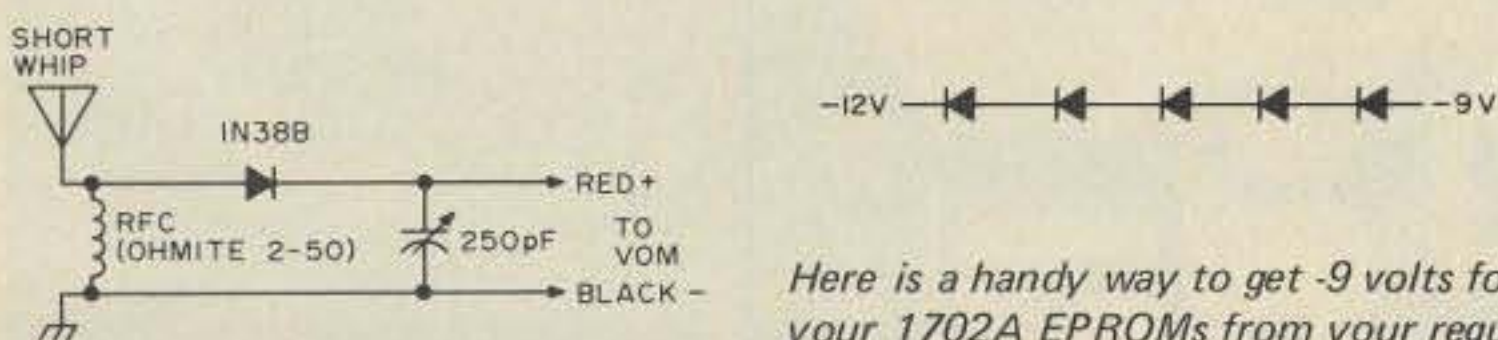 SHORT
WHIP
IN38B
RED +
RFC
(OHMITE 2-50)
250pF
TO
VOM
BLACK -
-12V
-9V
Here is a handy way to get -9 volts fo
your 1702A EPROMs from your regu